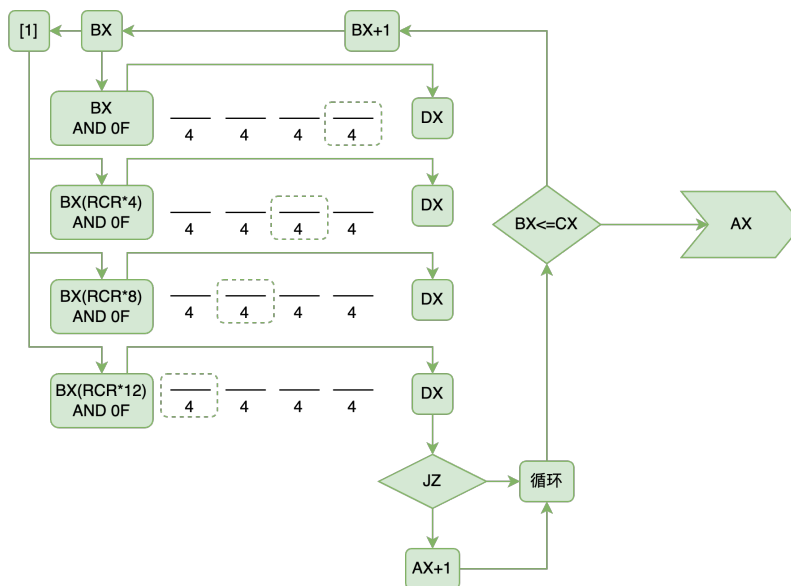 [1]
BX
BX+1
BX
AND 0F
4
4
4
4
DX
BX(RCR*4)
AND 0F
4
4
4
4
DX
BX<=CX
AX
BX(RCR*8)
AND 0F
4
4
4
4
DX
BX(RCR*12)
AND 0F
4
4
4
4
DX
JZ
循环
AX+1